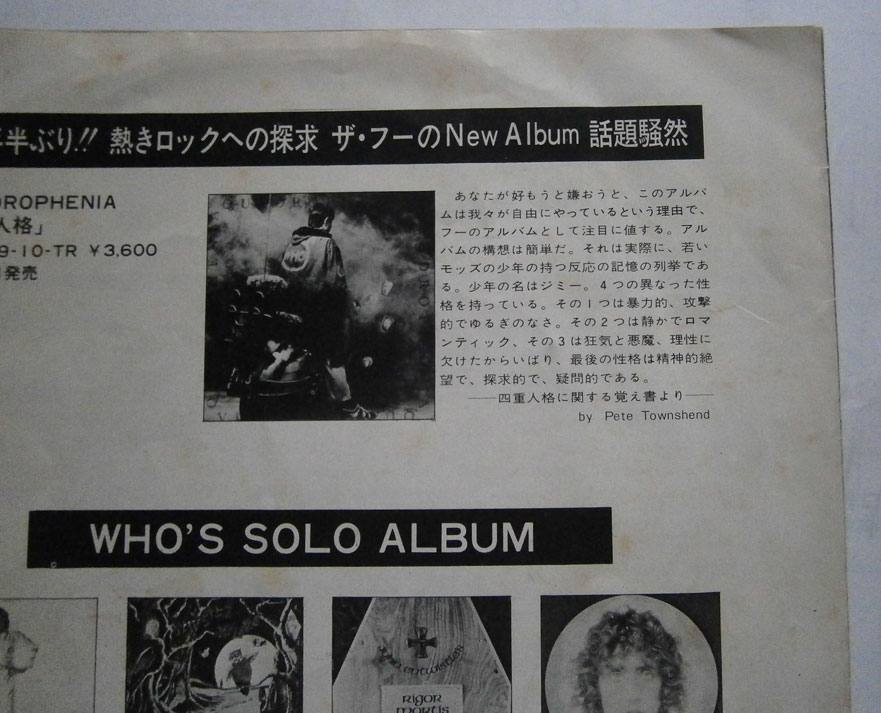 半ぶり!! 熱きロックへの探求 ザ・フーのNew Album 話題騒然
ROPHENIA
人格」
9-10-TR ¥3,600
発売
あなたが好もうと嫌おうと、このアルバ
ムは我々が自由にやっているという理由で、
フーのアルバムとして注目に値する。アル
バムの構想は簡単だ。それは実際に、若い
モッズの少年の持つ反応の記憶の列挙であ
る。少年の名はジミー。4つの異なった性
格を持っている。その1つは暴力的、攻撃
的でゆるぎのなさ。その2つは静かでロマ
ンティック、その3は狂気と悪魔、理性に
欠けたからいばり、最後の性格は精神的絶
望で、探求的で、疑問的である。
——四重人格に関する覚え書より——
by Pete Townshend
WHO'S SOLO ALBUM
John Entwistle
RIGOR
MORTIS